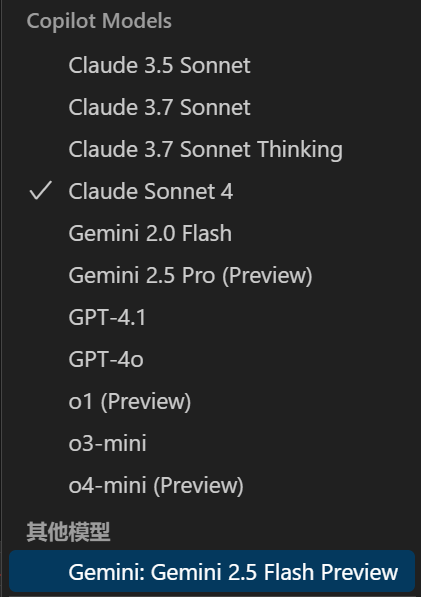 Copilot Models
Claude 3.5 Sonnet
Claude 3.7 Sonnet
Claude 3.7 Sonnet Thinking
Claude Sonnet 4
Gemini 2.0 Flash
Gemini 2.5 Pro (Preview)
GPT-4.1
GPT-4o
o1 (Preview)
o3-mini
o4-mini (Preview)
其他模型
Gemini: Gemini 2.5 Flash Preview